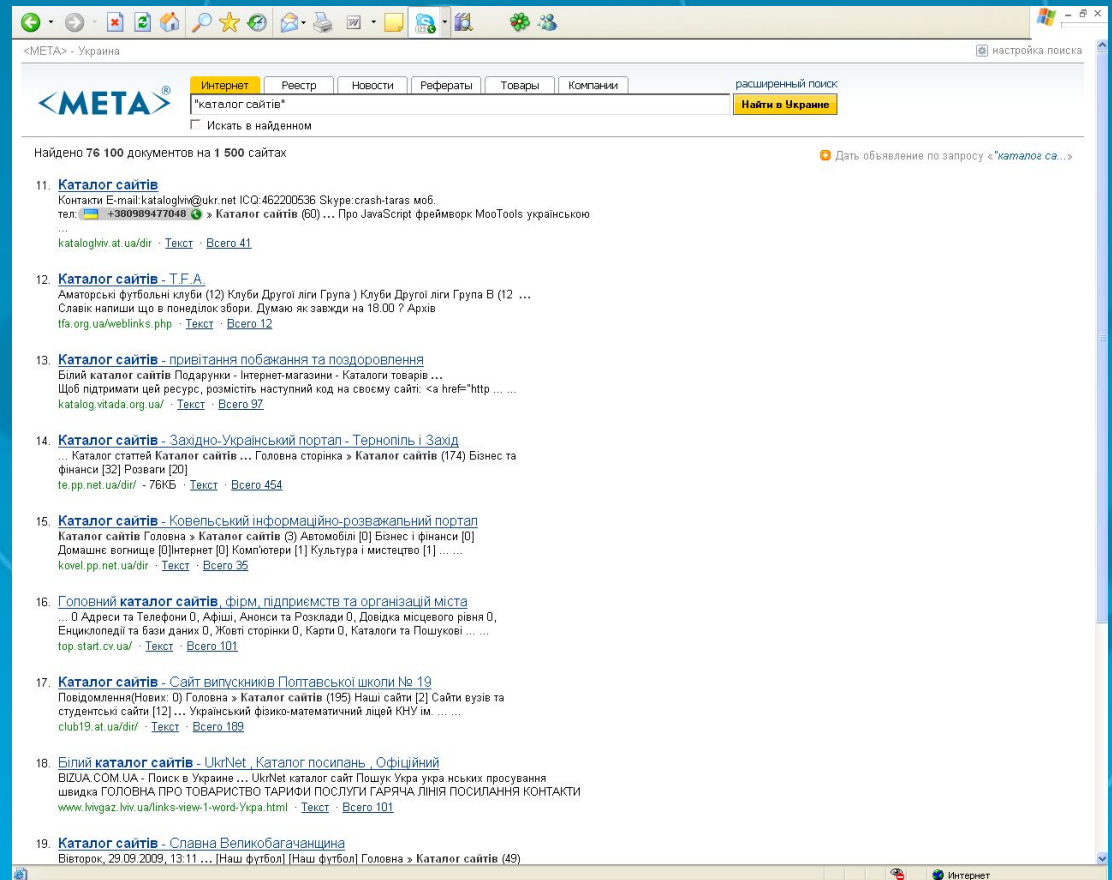 <META> - Украина
настройка поиска
<META>®
Интернет Реестр Новости Рефераты Товары Компании
расширенный поиск
"каталог сайтів"
Найти в Украине
Искать в найденном
Найдено 76 100 документов на 1 500 сайтах
Дать объявление по запросу «"каталог са...»
11. Каталог сайтів
Контакти E-mail:kataloglviv@ukr.net ICQ:462200536 Skype:crash-taras моб.
тел: +380989477048 » Каталог сайтів (60) ... Про JavaScript фреймворк MooTools українською
...
kataloglviv.at.ua/dir · Текст · Всего 41
12. Каталог сайтів - T.F.A.
Аматорські футбольні клуби (12) Клуби Другої ліги Група ) Клуби Другої ліги Група В (12 ...
Славік напиши що в понеділок збори. Думаю як завжди на 18.00 ? Архів
tfa.org.ua/weblinks.php · Текст · Всего 12
13. Каталог сайтів - привітання побажання та поздоровлення
Білий каталог сайтів Подарунки - Інтернет-магазини - Каталоги товарів ...
Щоб підтримати цей ресурс, розмістіть наступний код на своєму сайті: <a href="http ... ...
katalog.vitada.org.ua/ · Текст · Всего 97
14. Каталог сайтів - Західно-Український портал - Тернопіль і Захід
... Каталог статтей Каталог сайтів ... Головна сторінка » Каталог сайтів (174) Бізнес та
фінанси [32] Розваги [20]
te.pp.net.ua/dir/ - 76КБ · Текст · Всего 454
15. Каталог сайтів - Ковельський інформаційно-розважальний портал
Каталог сайтів Головна » Каталог сайтів (3) Автомобілі [0] Бізнес і фінанси [0]
Домашнє вогнище [0]Інтернет [0] Комп'ютери [1] Культура і мистецтво [1] ... ...
kovel.pp.net.ua/dir · Текст · Всего 35
16. Головний каталог сайтів, фірм, підприємств та організацій міста
... 0 Адреси та Телефони 0, Афіші, Анонси та Розклади 0, Довідка місцевого рівня 0,
Енциклопедії та бази даних 0, Жовті сторінки 0, Карти 0, Каталоги та Пошукові ... ...
top.start.cv.ua/ · Текст · Всего 101
17. Каталог сайтів - Сайт випускників Полтавської школи № 19
Повідомлення(Нових: 0) Головна » Каталог сайтів (195) Наші сайти [2] Сайти вузів та
студентські сайти [12] ... Український фізико-математичний ліцей КНУ ім. ... ...
club19.at.ua/dir/ · Текст · Всего 189
18. Білий каталог сайтів - UkrNet , Каталог посилань , Офіційний
BIZUA.COM.UA - Поиск в Украине ... UkrNet каталог сайт Пошук Укра укра нських просування
швидка ГОЛОВНА ПРО ТОВАРИСТВО ТАРИФИ ПОСЛУГИ ГАРЯЧА ЛІНІЯ ПОСИЛАННЯ КОНТАКТИ
www.lvivgaz.lviv.ua/links-view-1-word-Укра.html · Текст · Всего 101
19. Каталог сайтів - Славна Великобагачанщина
Вівторок, 29.09.2009, 13:11 ... [Наш футбол] [Наш футбол] Головна » Каталог сайтів (49)
Интернет